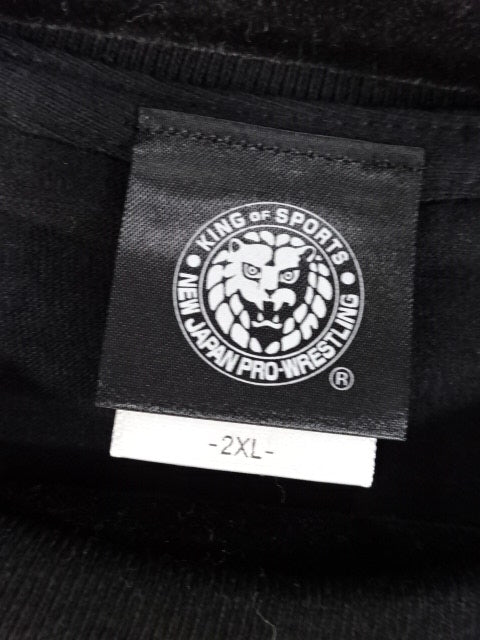 KING OF SPORTS
NEW JAPAN PRO-WRESTLING
®
-2XL-